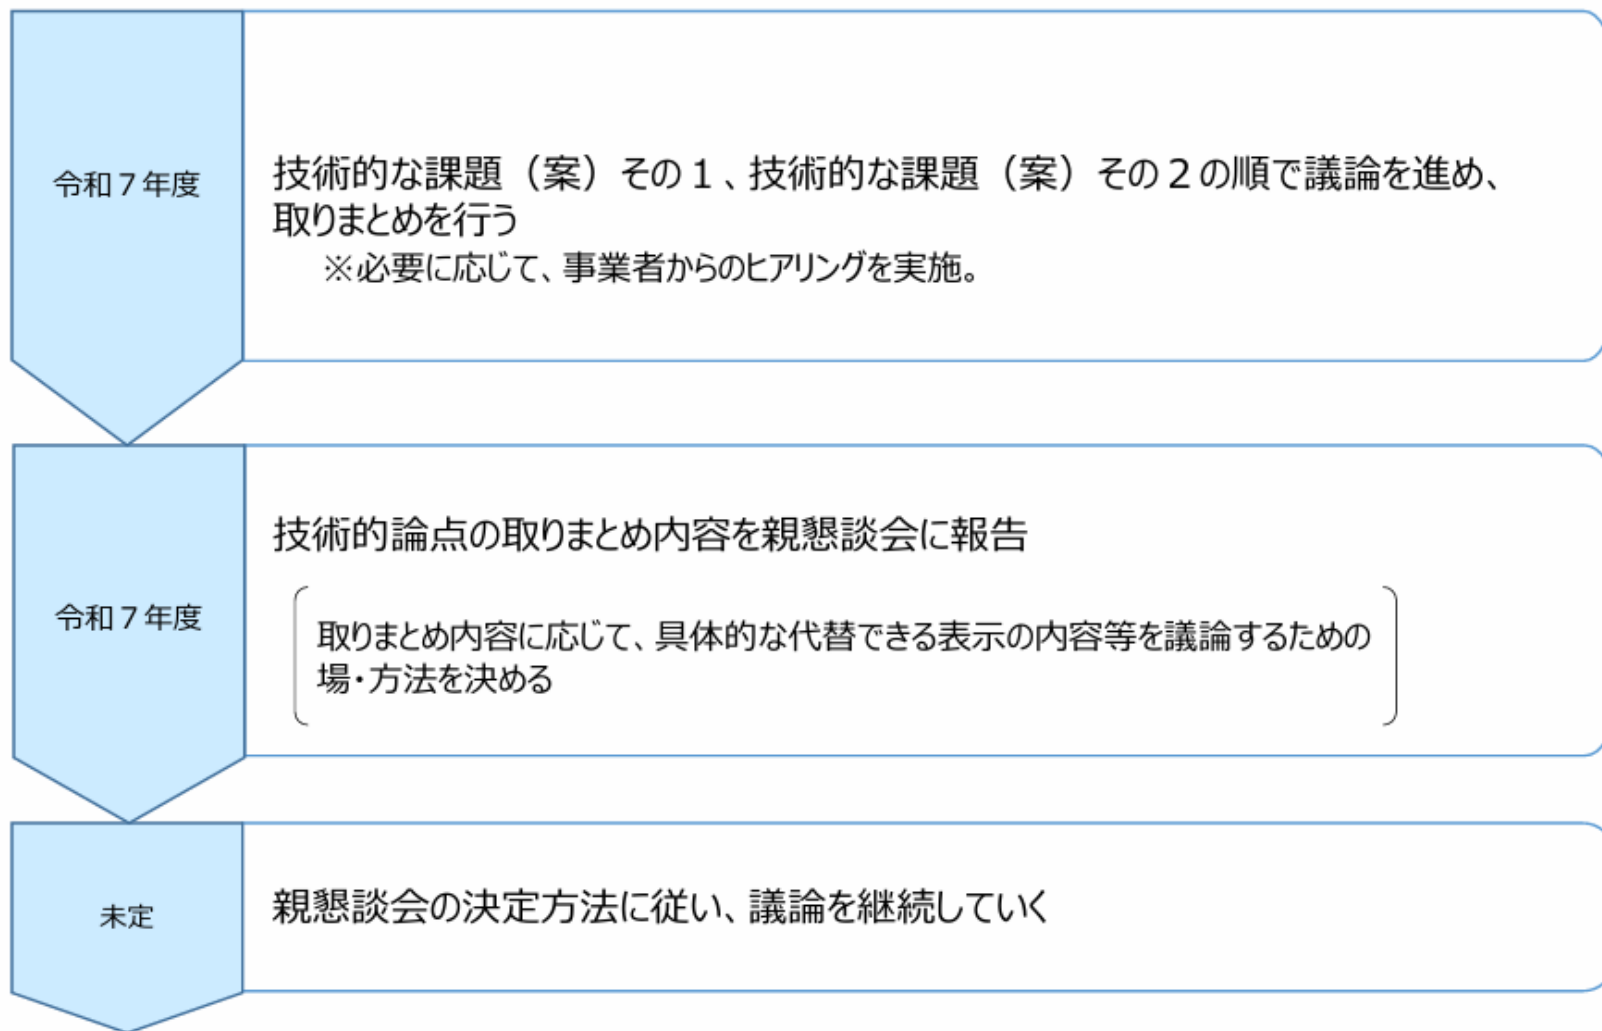 令和７年度
技術的な課題（案）その１、技術的な課題（案）その２の順で議論を進め、
取りまとめを行う
※必要に応じて、事業者からのヒアリングを実施。
令和７年度
技術的論点の取りまとめ内容を親懇談会に報告
取りまとめ内容に応じて、具体的な代替できる表示の内容等を議論するための
場・方法を決める
未定
親懇談会の決定方法に従い、議論を継続していく